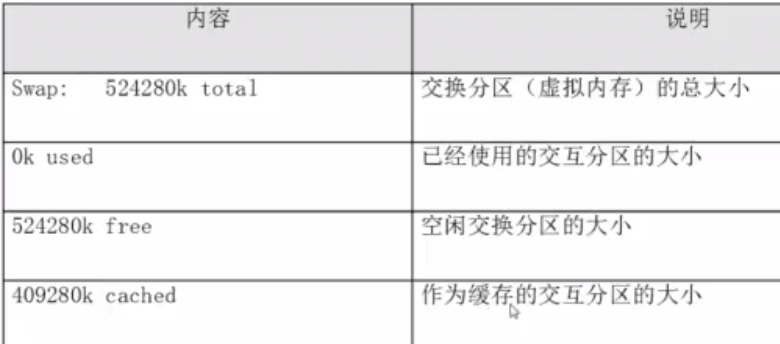 内容 说明
Swap: 524280k total 交换分区（虚拟内存）的总大小
0k used 已经使用的交互分区的大小
524280k free 空闲交换分区的大小
409280k cached 作为缓存的交互分区的大小